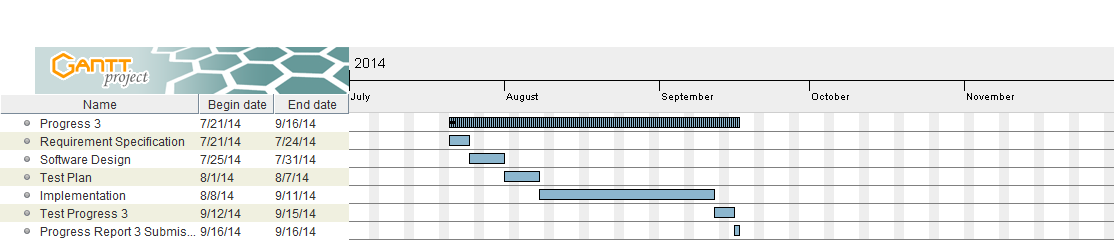 GANTT
project
2014
July August September October November
Name Begin date End date
Progress 3 7/21/14 9/16/14
Requirement Specification 7/21/14 7/24/14
Software Design 7/25/14 7/31/14
Test Plan 8/1/14 8/7/14
Implementation 8/8/14 9/11/14
Test Progress 3 9/12/14 9/15/14
Progress Report 3 Submis... 9/16/14 9/16/14